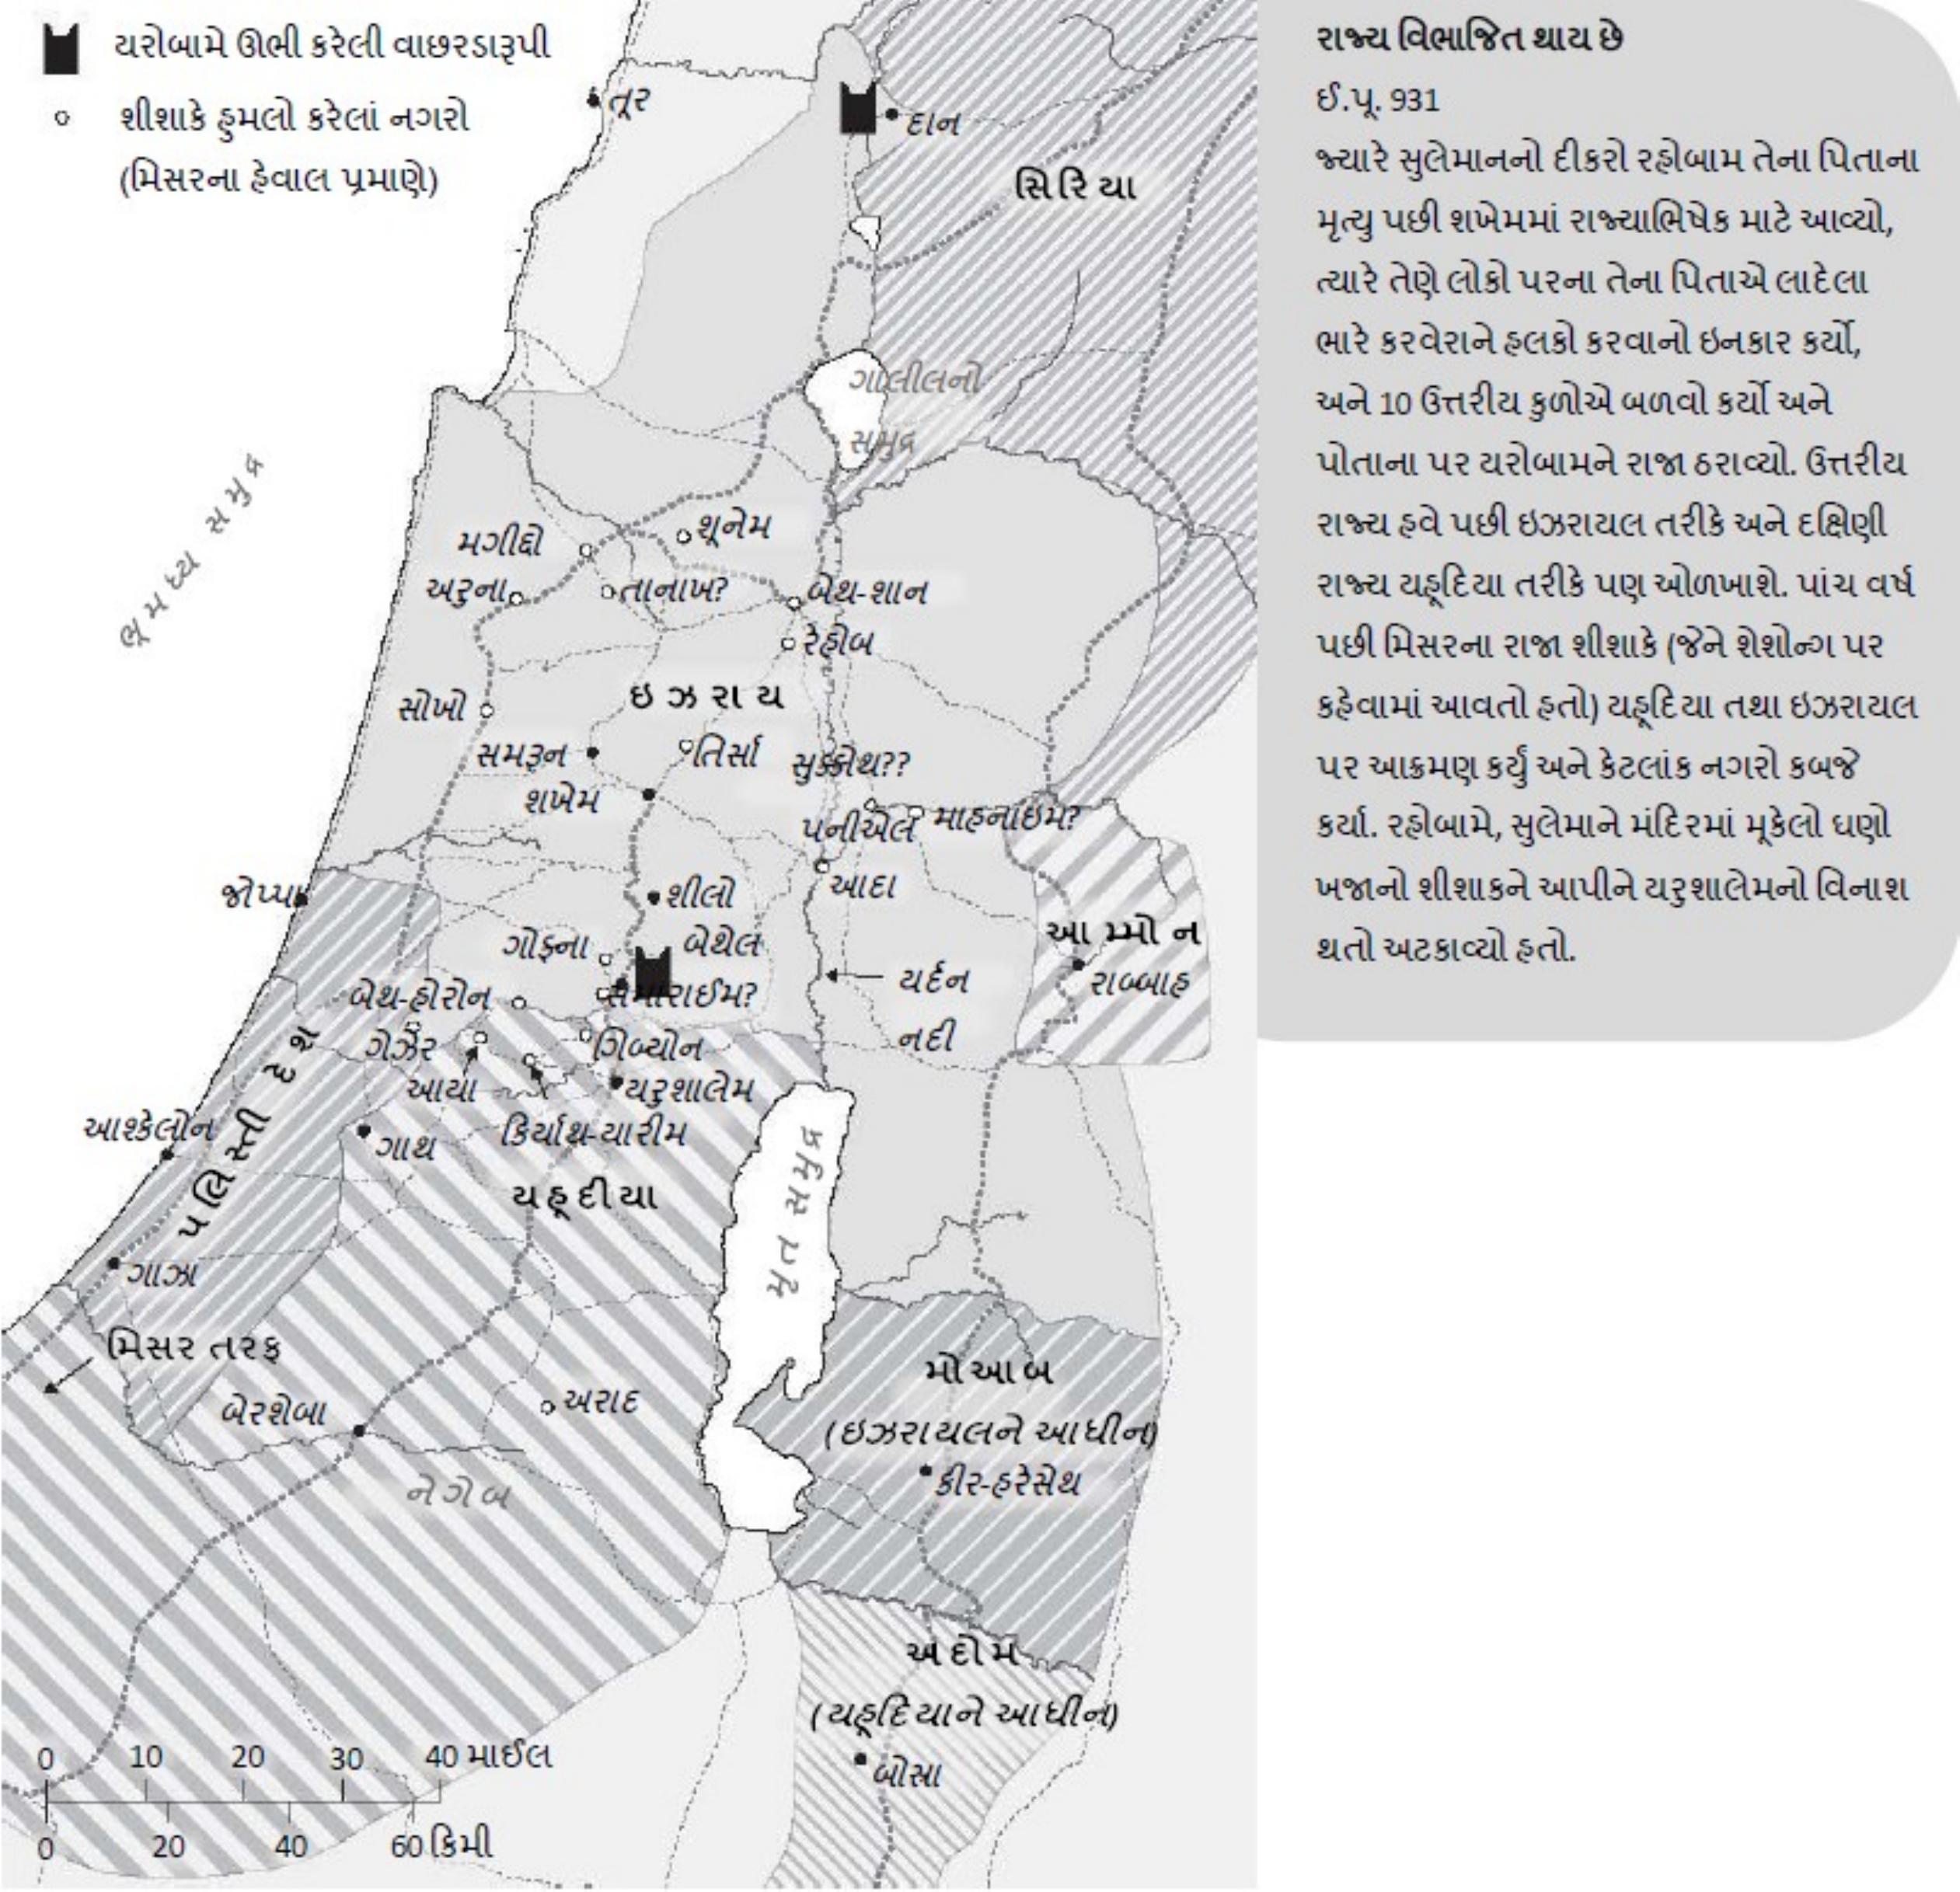 યરોબામે ઊભી કરેલી વાછરડારૂપી
શીશાકે હુમલો કરેલાં નગરો
(મિસરના હેવાલ પ્રમાણે)
તૂર
દાન
સિરિયા
ગાલીલનો
સમુદ્ર
ભૂમધ્ય સમુદ્ર
શૂનેમ
મગીદ્દો
અરુના
તાનાખ?
બેથ-શાન
રેહોબ
ઇઝરાય
સોખો
સમરૂન
તિર્સા
સુક્કોથ??
શખેમ
પનીએલ
માહનાઇમ?
જોપ્પા
શીલો
આદા
ગોફના
બેથેલ
આમ્મોન
રાબ્બાહ
યર્દન
નદી
બેથ-હોરોન
સમારાઈમ?
ગેઝેર
ગિબ્યોન
આયા
યરુશાલેમ
કિર્યાથ-યારીમ
આશ્કેલોન
ગાથ
પલિસ્તી દેશ
યહૂદીયા
મૃત સમુદ્ર
ગાઝા
મિસર તરફ
બેરશેબા
અરાદ
નેગેબ
મોઆબ
(ઇઝરાયલને આધીન)
કીર-હરેસેથ
અદોમ
(યહૂદિયાને આધીન)
બોસ્રા
0 10 20 30 40 માઈલ
0 20 40 60 કિમી
રાજ્ય વિભાજિત થાય છે
ઈ.પૂ. 931
જ્યારે સુલેમાનનો દીકરો રહોબામ તેના પિતાના
મૃત્યુ પછી શખેમમાં રાજ્યાભિષેક માટે આવ્યો,
ત્યારે તેણે લોકો પરના તેના પિતાએ લાદેલા
ભારે કરવેરાને હલકો કરવાનો ઇનકાર કર્યો,
અને 10 ઉત્તરીય કુળોએ બળવો કર્યો અને
પોતાના પર યરોબામને રાજા ઠરાવ્યો. ઉત્તરીય
રાજ્ય હવે પછી ઇઝરાયલ તરીકે અને દક્ષિણી
રાજ્ય યહૂદિયા તરીકે પણ ઓળખાશે. પાંચ વર્ષ
પછી મિસરના રાજા શીશાકે (જેને શેશોન્ગ પર
કહેવામાં આવતો હતો) યહૂદિયા તથા ઇઝરાયલ
પર આક્રમણ કર્યું અને કેટલાંક નગરો કબજે
કર્યા. રહોબામે, સુલેમાને મંદિરમાં મૂકેલો ઘણો
ખજાનો શીશાકને આપીને યરુશાલેમનો વિનાશ
થતો અટકાવ્યો હતો.